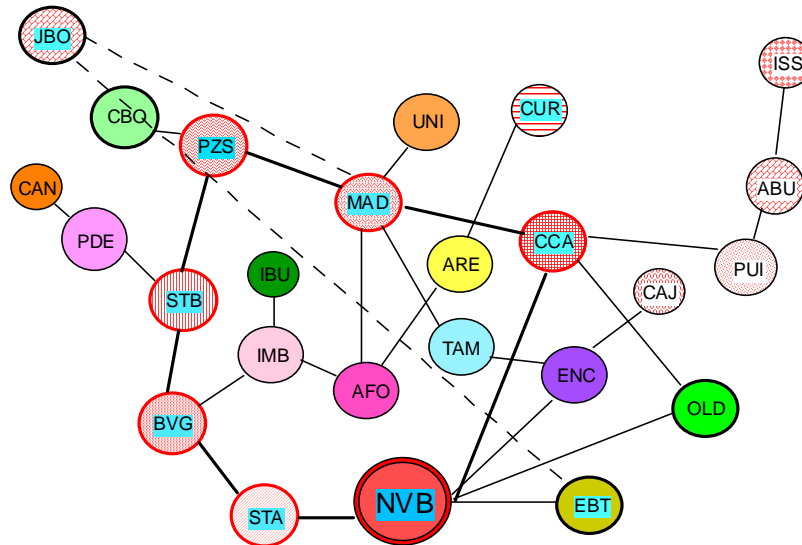 JBO
ISS
CBO
UNI
CUR
PZS
CAN
ABU
MAD
PDE
CCA
IBU
ARE
PUI
STB
CAJ
IMB
TAM
AFO
ENC
OLD
BVG
NVB
STA
EBT